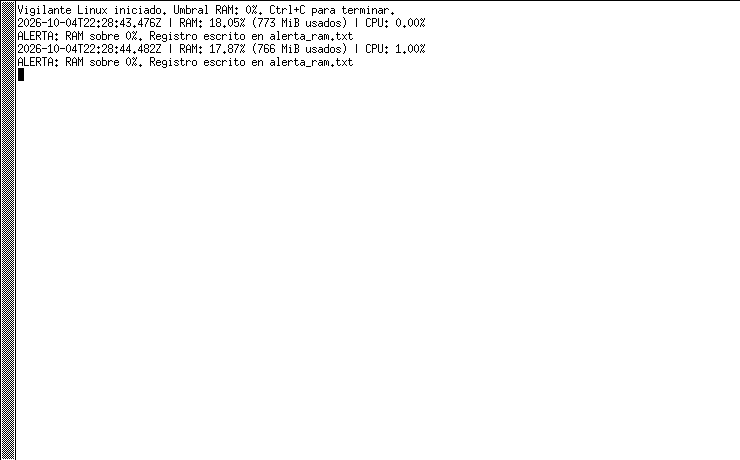 Vigilante Linux iniciado. Umbral RAM: 0%. Ctrl+C para terminar.
2026-10-04T22:28:43.476Z | RAM: 18.05% (773 MiB usados) | CPU: 0.00%
ALERTA: RAM sobre 0%. Registro escrito en alerta_ram.txt
2026-10-04T22:28:44.482Z | RAM: 17.87% (766 MiB usados) | CPU: 1.00%
ALERTA: RAM sobre 0%. Registro escrito en alerta_ram.txt